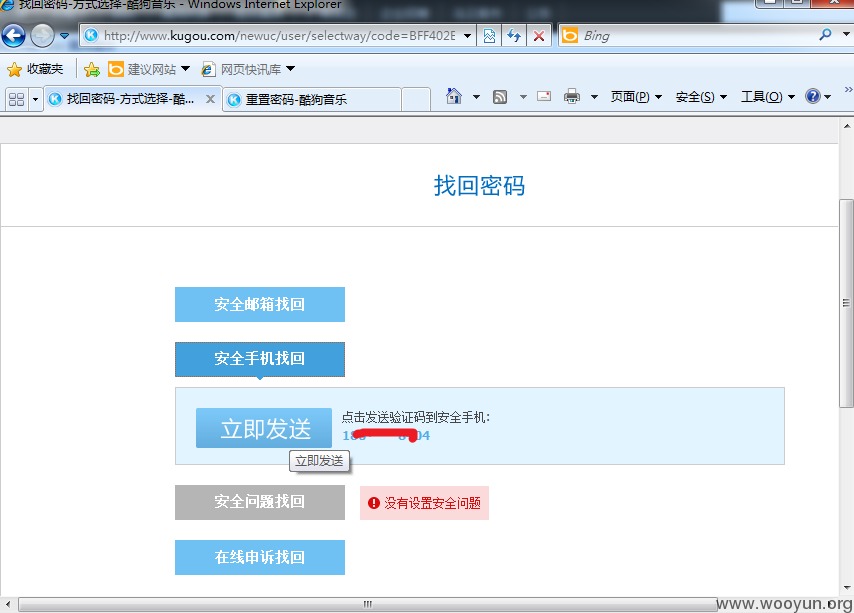 找回密码-方式选择-酷狗音乐 - Windows Internet Explorer
http://www.kugou.com/newuc/user/selectway/code=BFF402E
Bing
收藏夹
建议网站
网页快讯库
找回密码-方式选择-酷...
重置密码-酷狗音乐
页面(P)
安全(S)
工具(O)
找回密码
安全邮箱找回
安全手机找回
立即发送
点击发送验证码到安全手机:
立即发送
安全问题找回
没有设置安全问题
在线申诉找回
www.wooyun.org